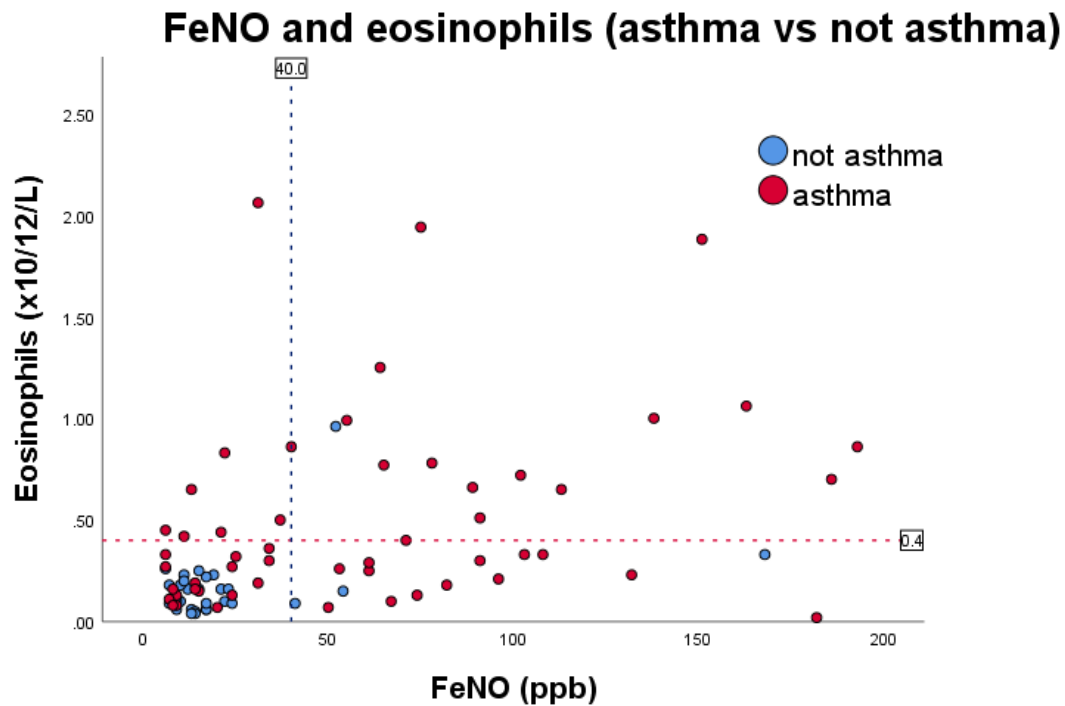 FeNO and eosinophils (asthma vs not asthma)
40.0
2.50
not asthma
asthma
2.00
1.50
1.00
.50
0.4
.00
0 50 100 150 200
Eosinophils (x10/12/L)
FeNO (ppb)